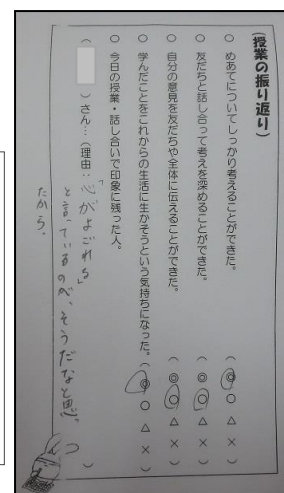 (授業の振り返り)
○ めあてについてしっかり考えることができた。 ( ◎ ○ △ × )
○ 友だちと話し合って考えを深めることができた。 ( ◎ ○ △ × )
○ 自分の意見を友だちや全体に伝えることができた。 ( ◎ ○ △ × )
○ 学んだことをこれからの生活に生かそうという気持ちになった。( ◎ ○ △ × )
○ 今日の授業・話し合いで印象に残った人。
( )さん…(理由:「心がよごれる」
と言っているのが、そうだなと思っ
たから。 )